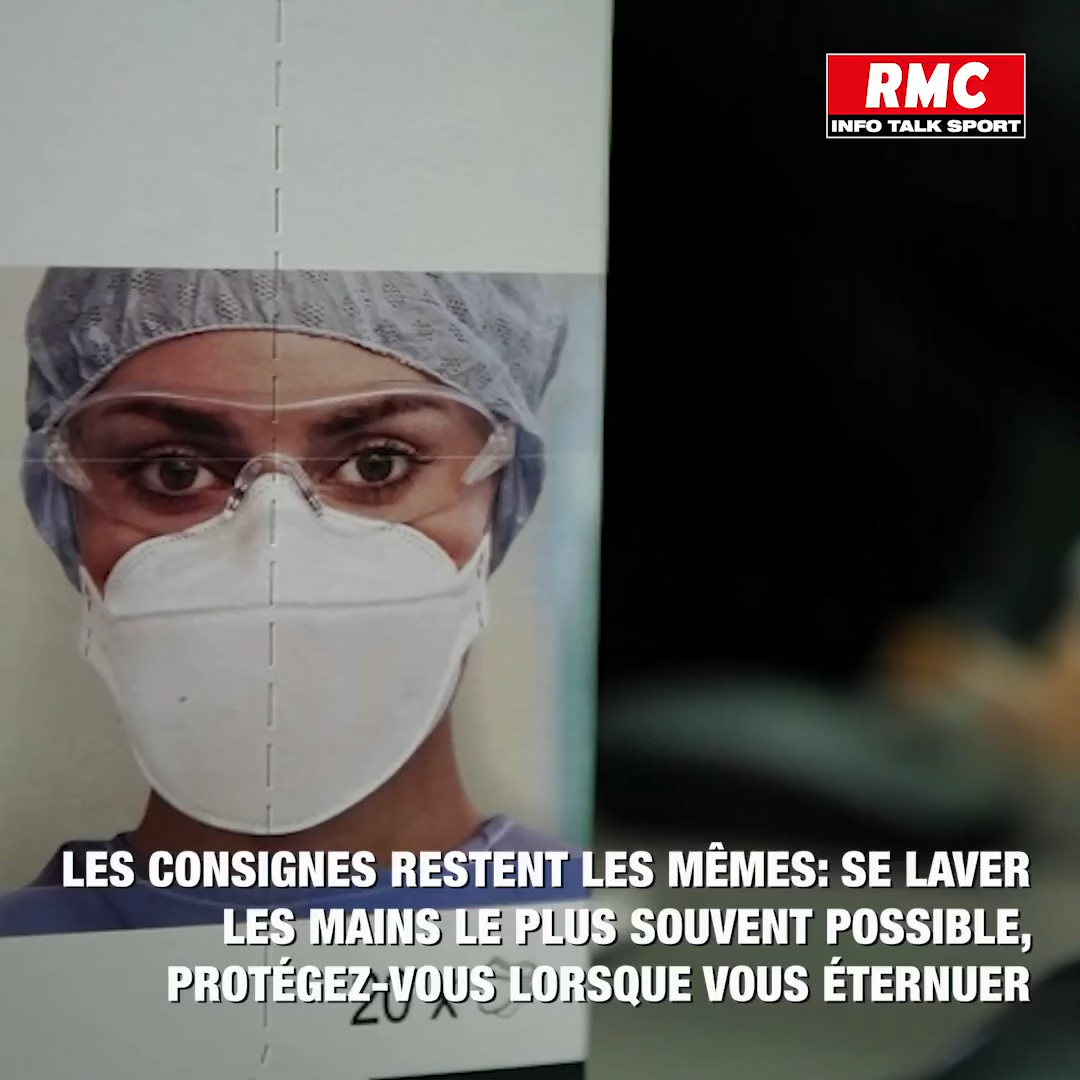 RMC
INFO TALK SPORT
LES CONSIGNES RESTENT LES MÊMES: SE LAVER
LES MAINS LE PLUS SOUVENT POSSIBLE,
PROTÉGEZ-VOUS LORSQUE VOUS ÉTERNUER
20 X